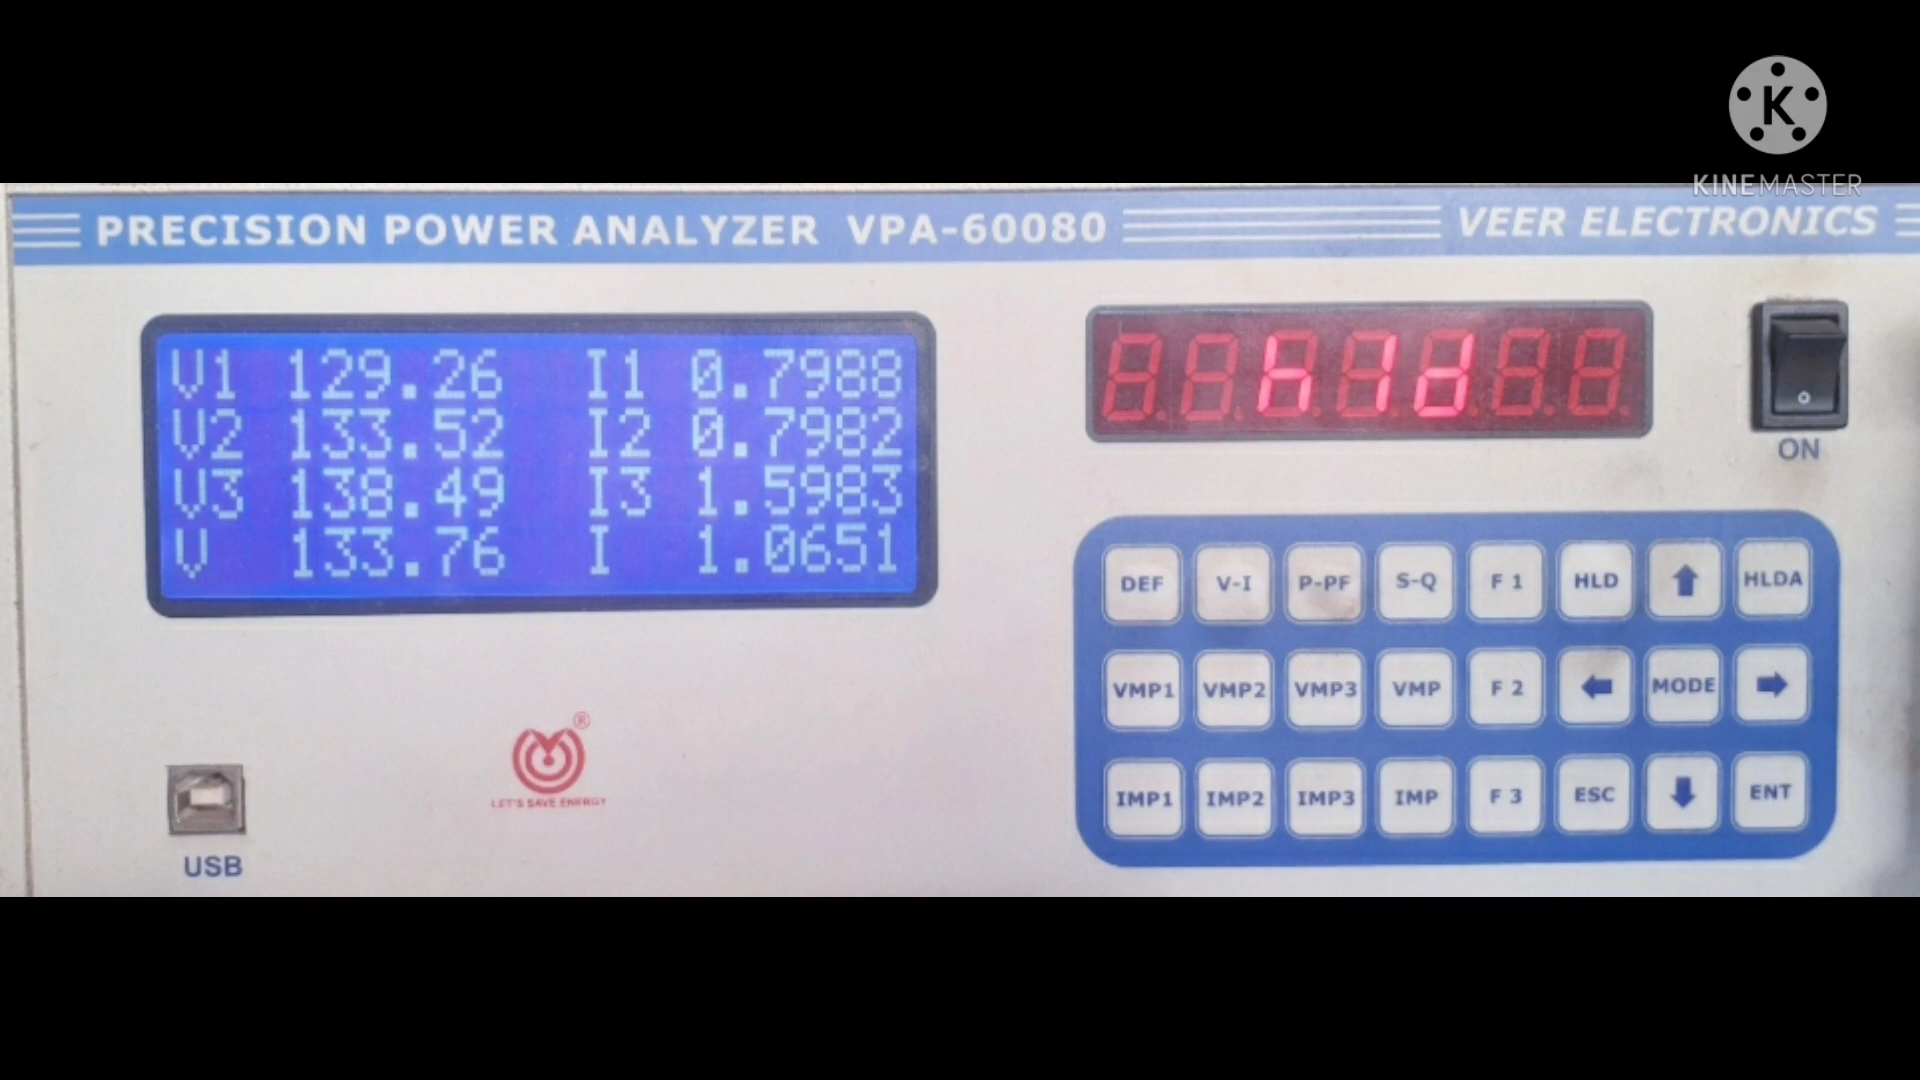 K
KINEMASTER
PRECISION POWER ANALYZER VPA-60080
VEER ELECTRONICS
V1 129.26 I1 0.7988
V2 133.52 I2 0.7982
V3 138.49 I3 1.5983
V 133.76 I 1.0651
hld
ON
DEF V-I P-PF S-Q F 1 HLD HLDA
VMP1 VMP2 VMP3 VMP F 2 MODE
IMP1 IMP2 IMP3 IMP F 3 ESC ENT
®
LET'S SAVE ENERGY
USB